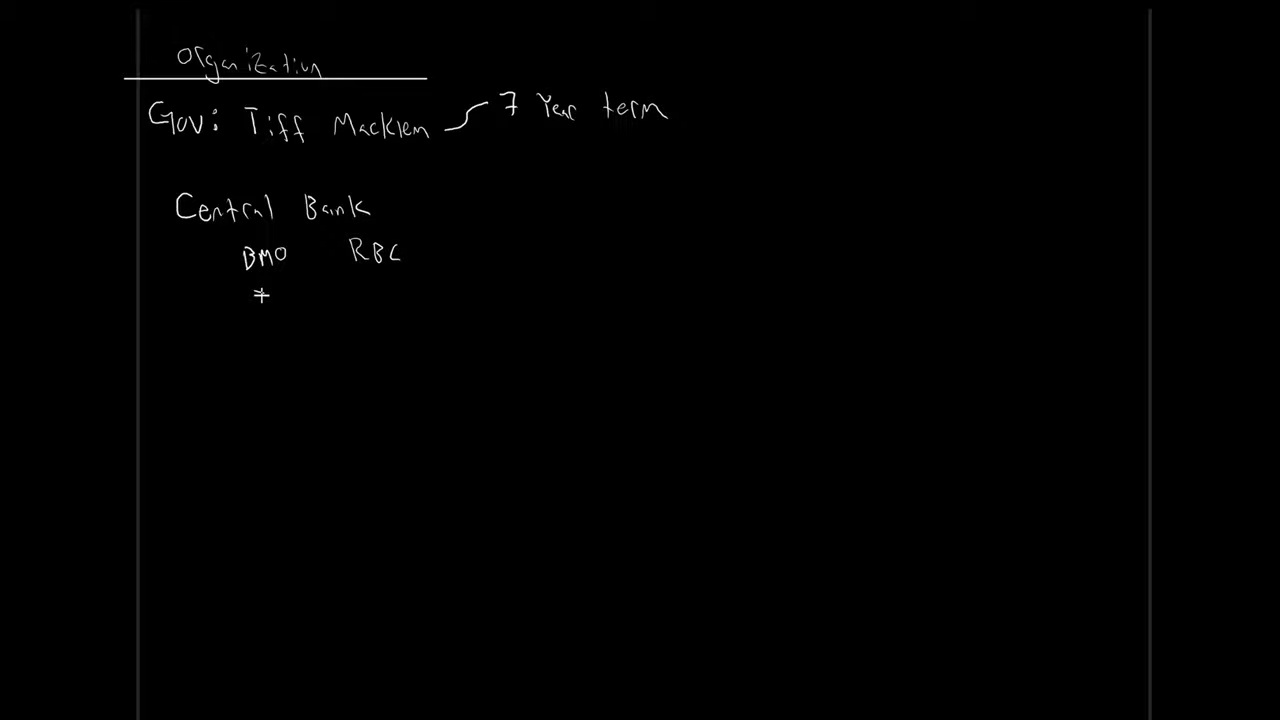 Organization
Gov: Tiff Macklem 7 Year term
Central Bank
BMO RBC